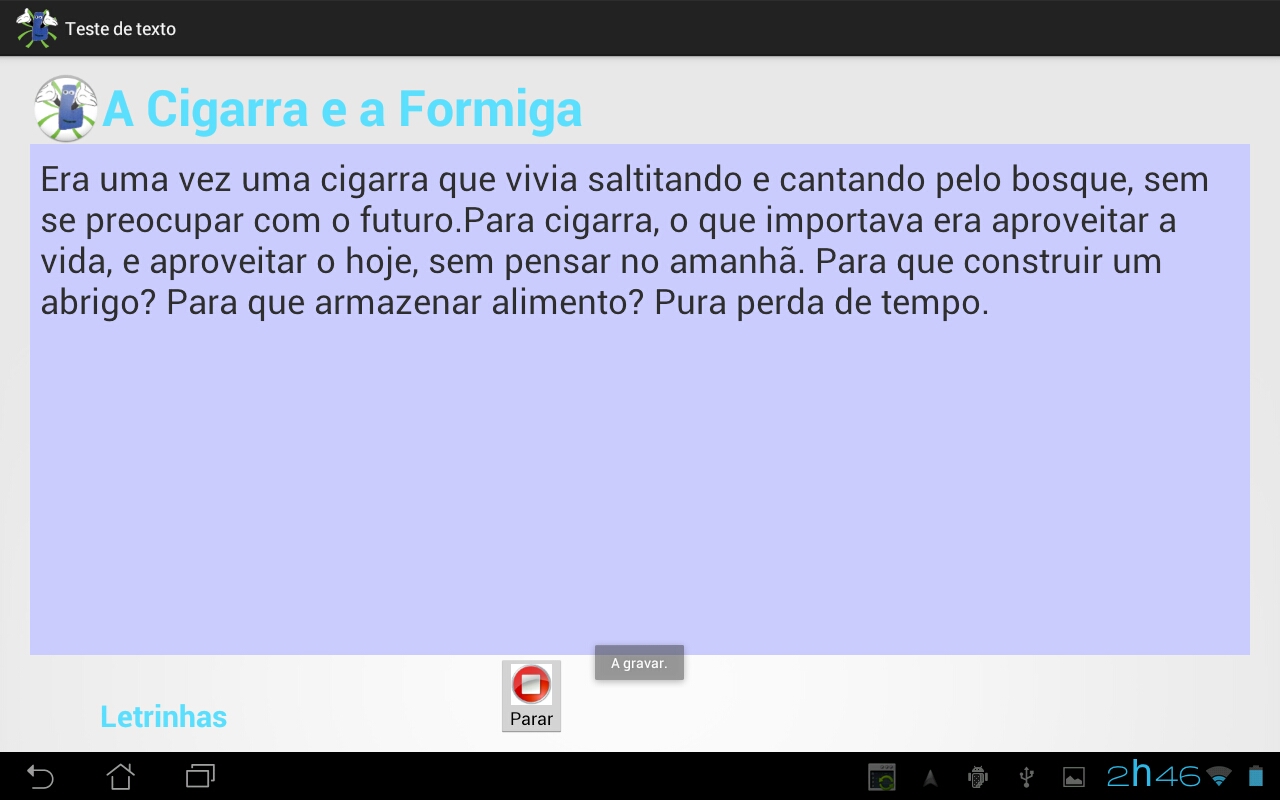 Teste de texto
A Cigarra e a Formiga
Era uma vez uma cigarra que vivia saltitando e cantando pelo bosque, sem
se preocupar com o futuro.Para cigarra, o que importava era aproveitar a
vida, e aproveitar o hoje, sem pensar no amanhã. Para que construir um
abrigo? Para que armazenar alimento? Pura perda de tempo.
A gravar.
Parar
Letrinhas
2h46